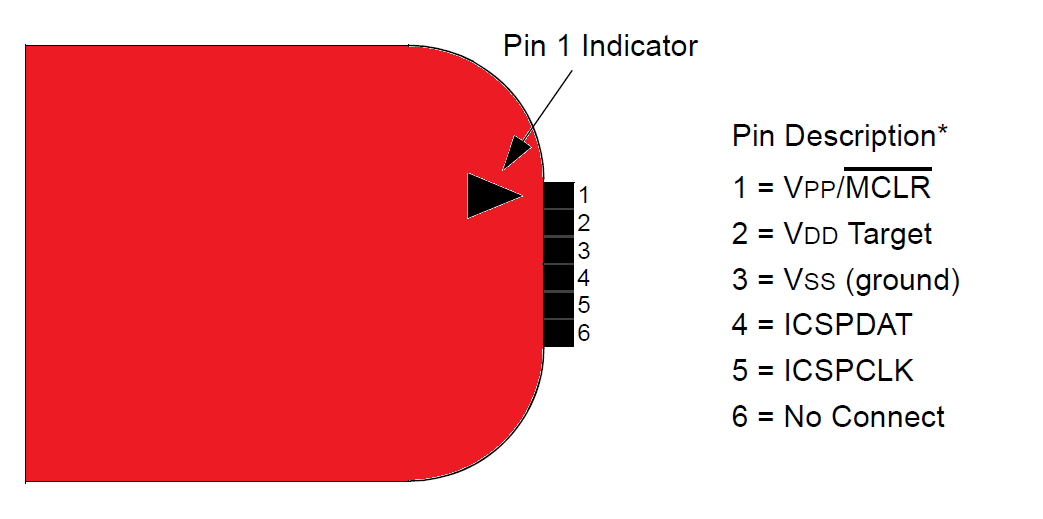 Pin 1 Indicator
1
2
3
4
5
6
Pin Description*
1 = VPP/MCLR
2 = VDD Target
3 = VSS (ground)
4 = ICSPDAT
5 = ICSPCLK
6 = No Connect